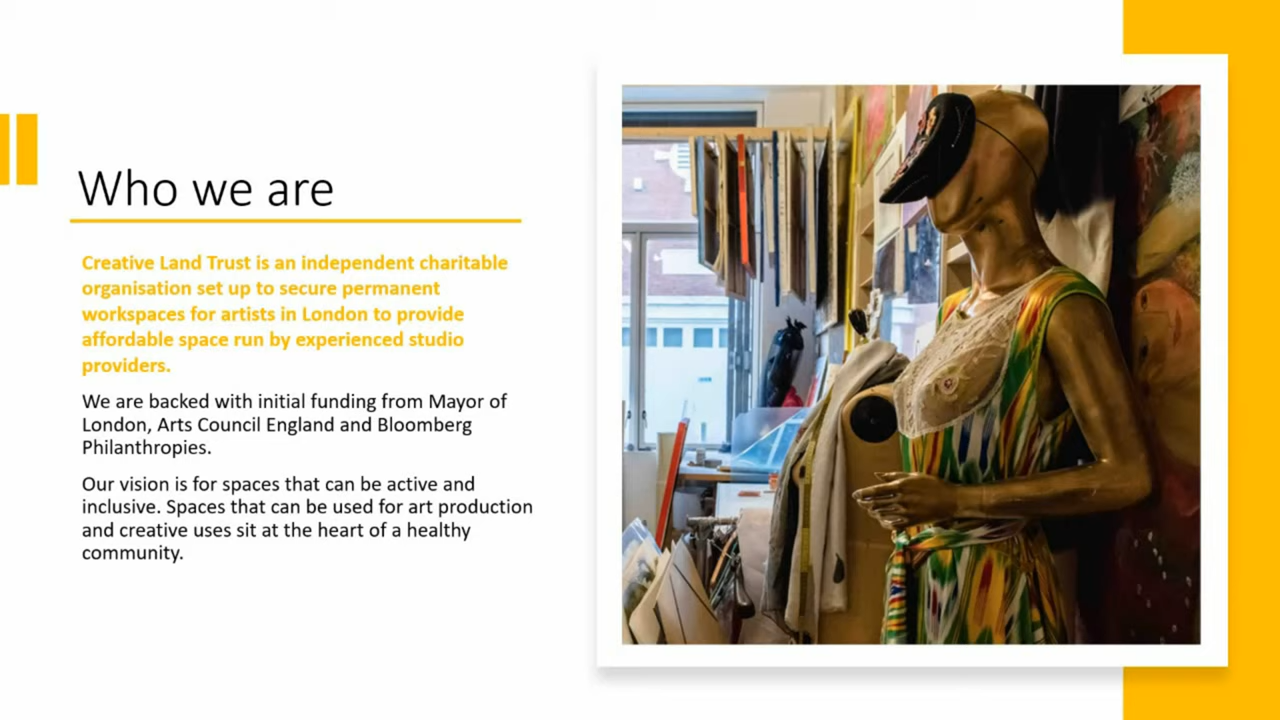 Who we are
Creative Land Trust is an independent charitable
organisation set up to secure permanent
workspaces for artists in London to provide
affordable space run by experienced studio
providers.
We are backed with initial funding from Mayor of
London, Arts Council England and Bloomberg
Philanthropies.
Our vision is for spaces that can be active and
inclusive. Spaces that can be used for art production
and creative uses sit at the heart of a healthy
community.